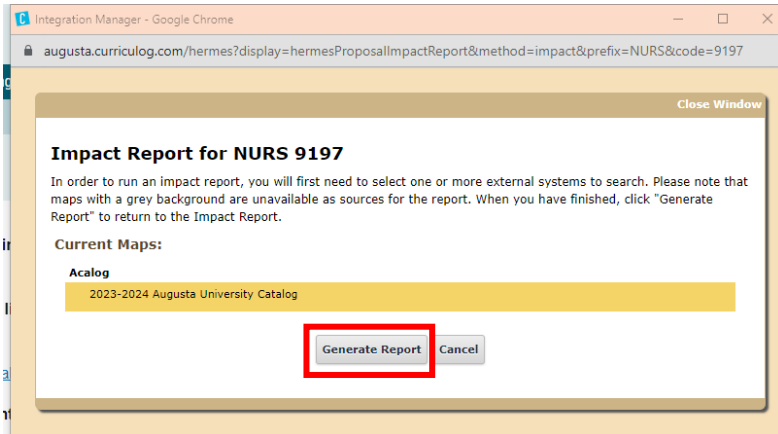 Integration Manager - Google Chrome
augusta.curriculog.com/hermes?display=hermesProposalImpactReport&method=impact&prefix=NURS&code=9197
Close Window
Impact Report for NURS 9197
In order to run an impact report, you will first need to select one or more external systems to search. Please note that
maps with a grey background are unavailable as sources for the report. When you have finished, click "Generate
Report" to return to the Impact Report.
Current Maps:
Acalog
2023-2024 Augusta University Catalog
Generate Report Cancel